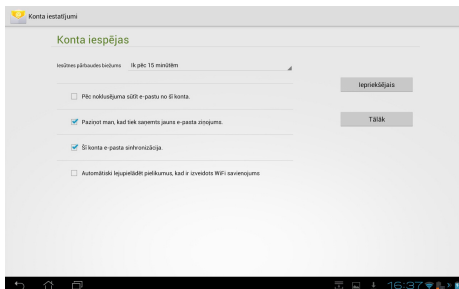 Konta iestatījumi
Konta iespējas
Iesūtnes pārbaudes biežums Ik pēc 15 minūtēm
Iepriekšējais
Pēc noklusējuma sūtīt e-pastu no šī konta.
Paziņot man, kad tiek saņemts jauns e-pasta ziņojums.
Tālāk
Šī konta e-pasta sinhronizācija.
Automātiski lejupielādēt pielikumus, kad ir izveidots WiFi savienojums
16:37